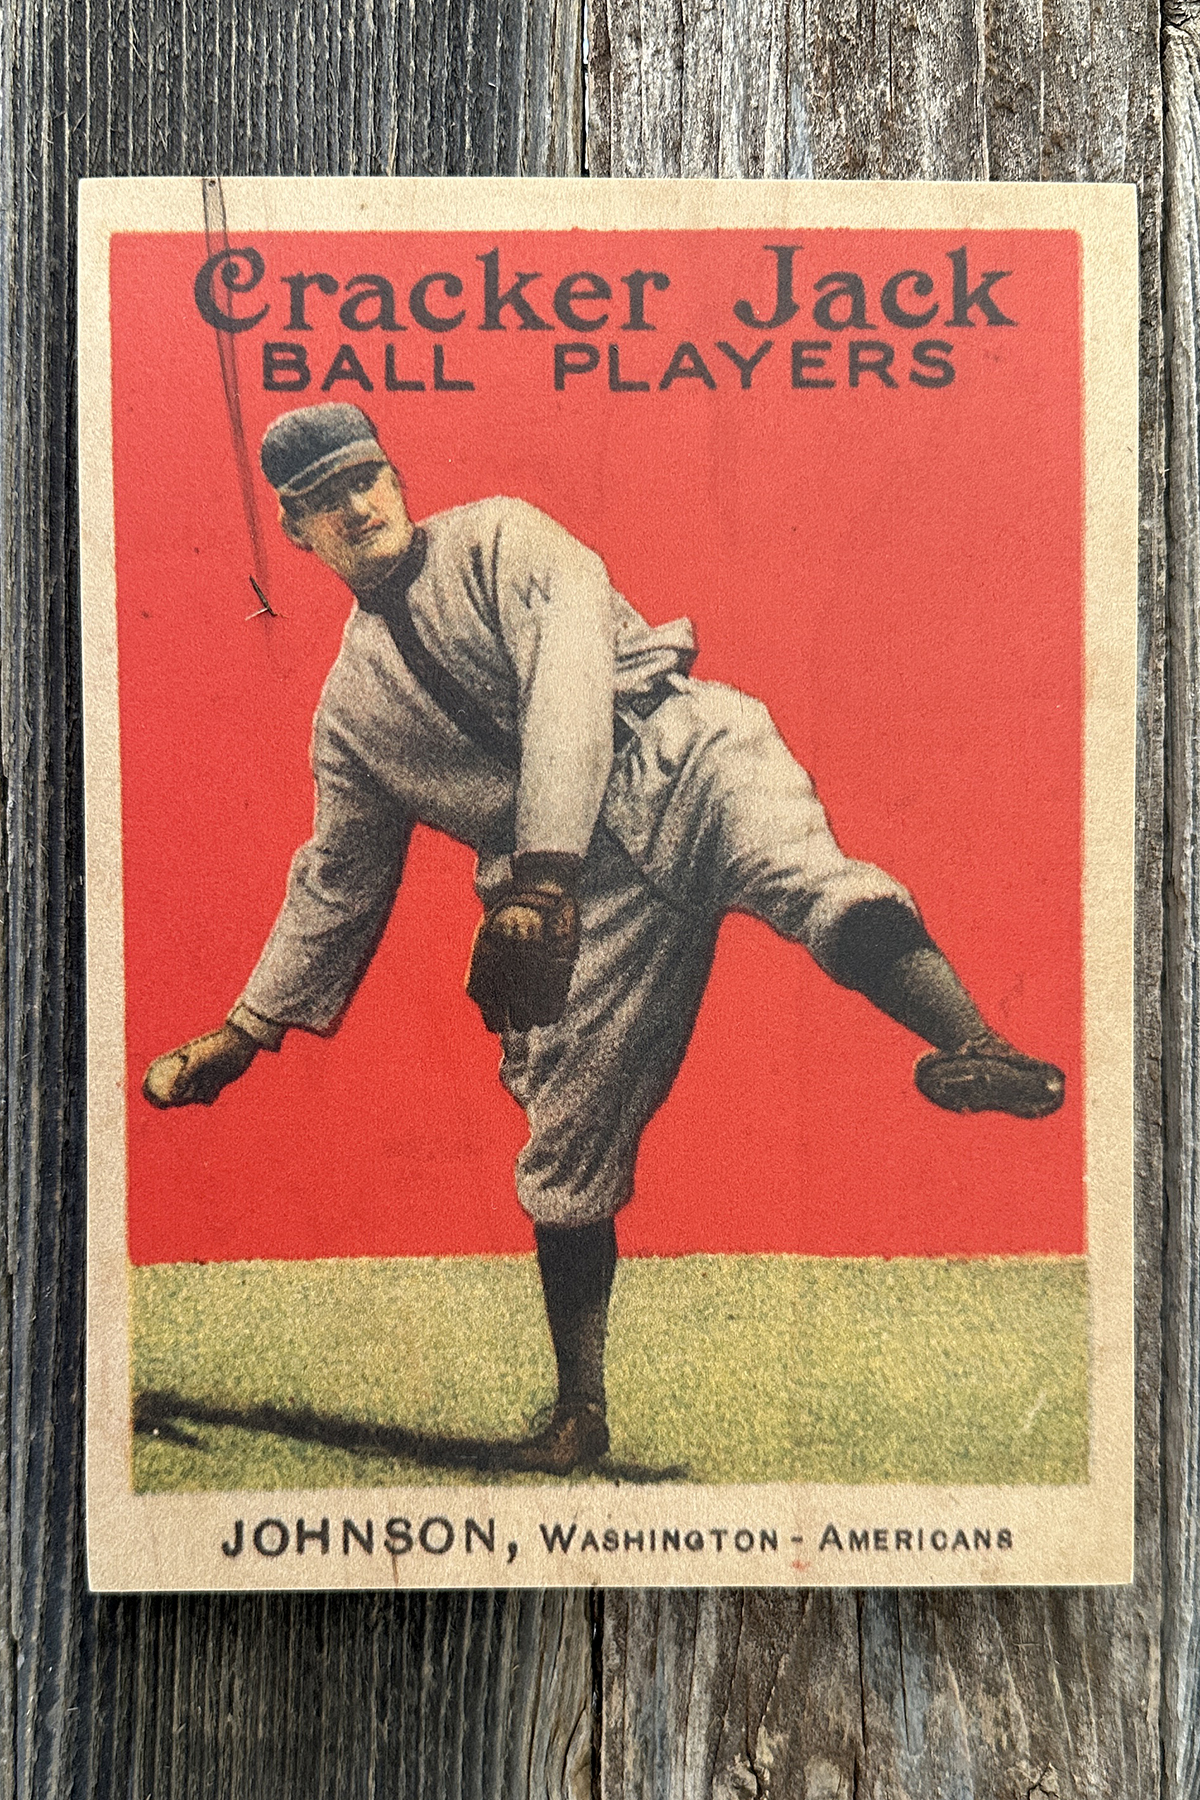 Cracker Jack
BALL PLAYERS
W
JOHNSON, WASHINGTON - AMERICANS